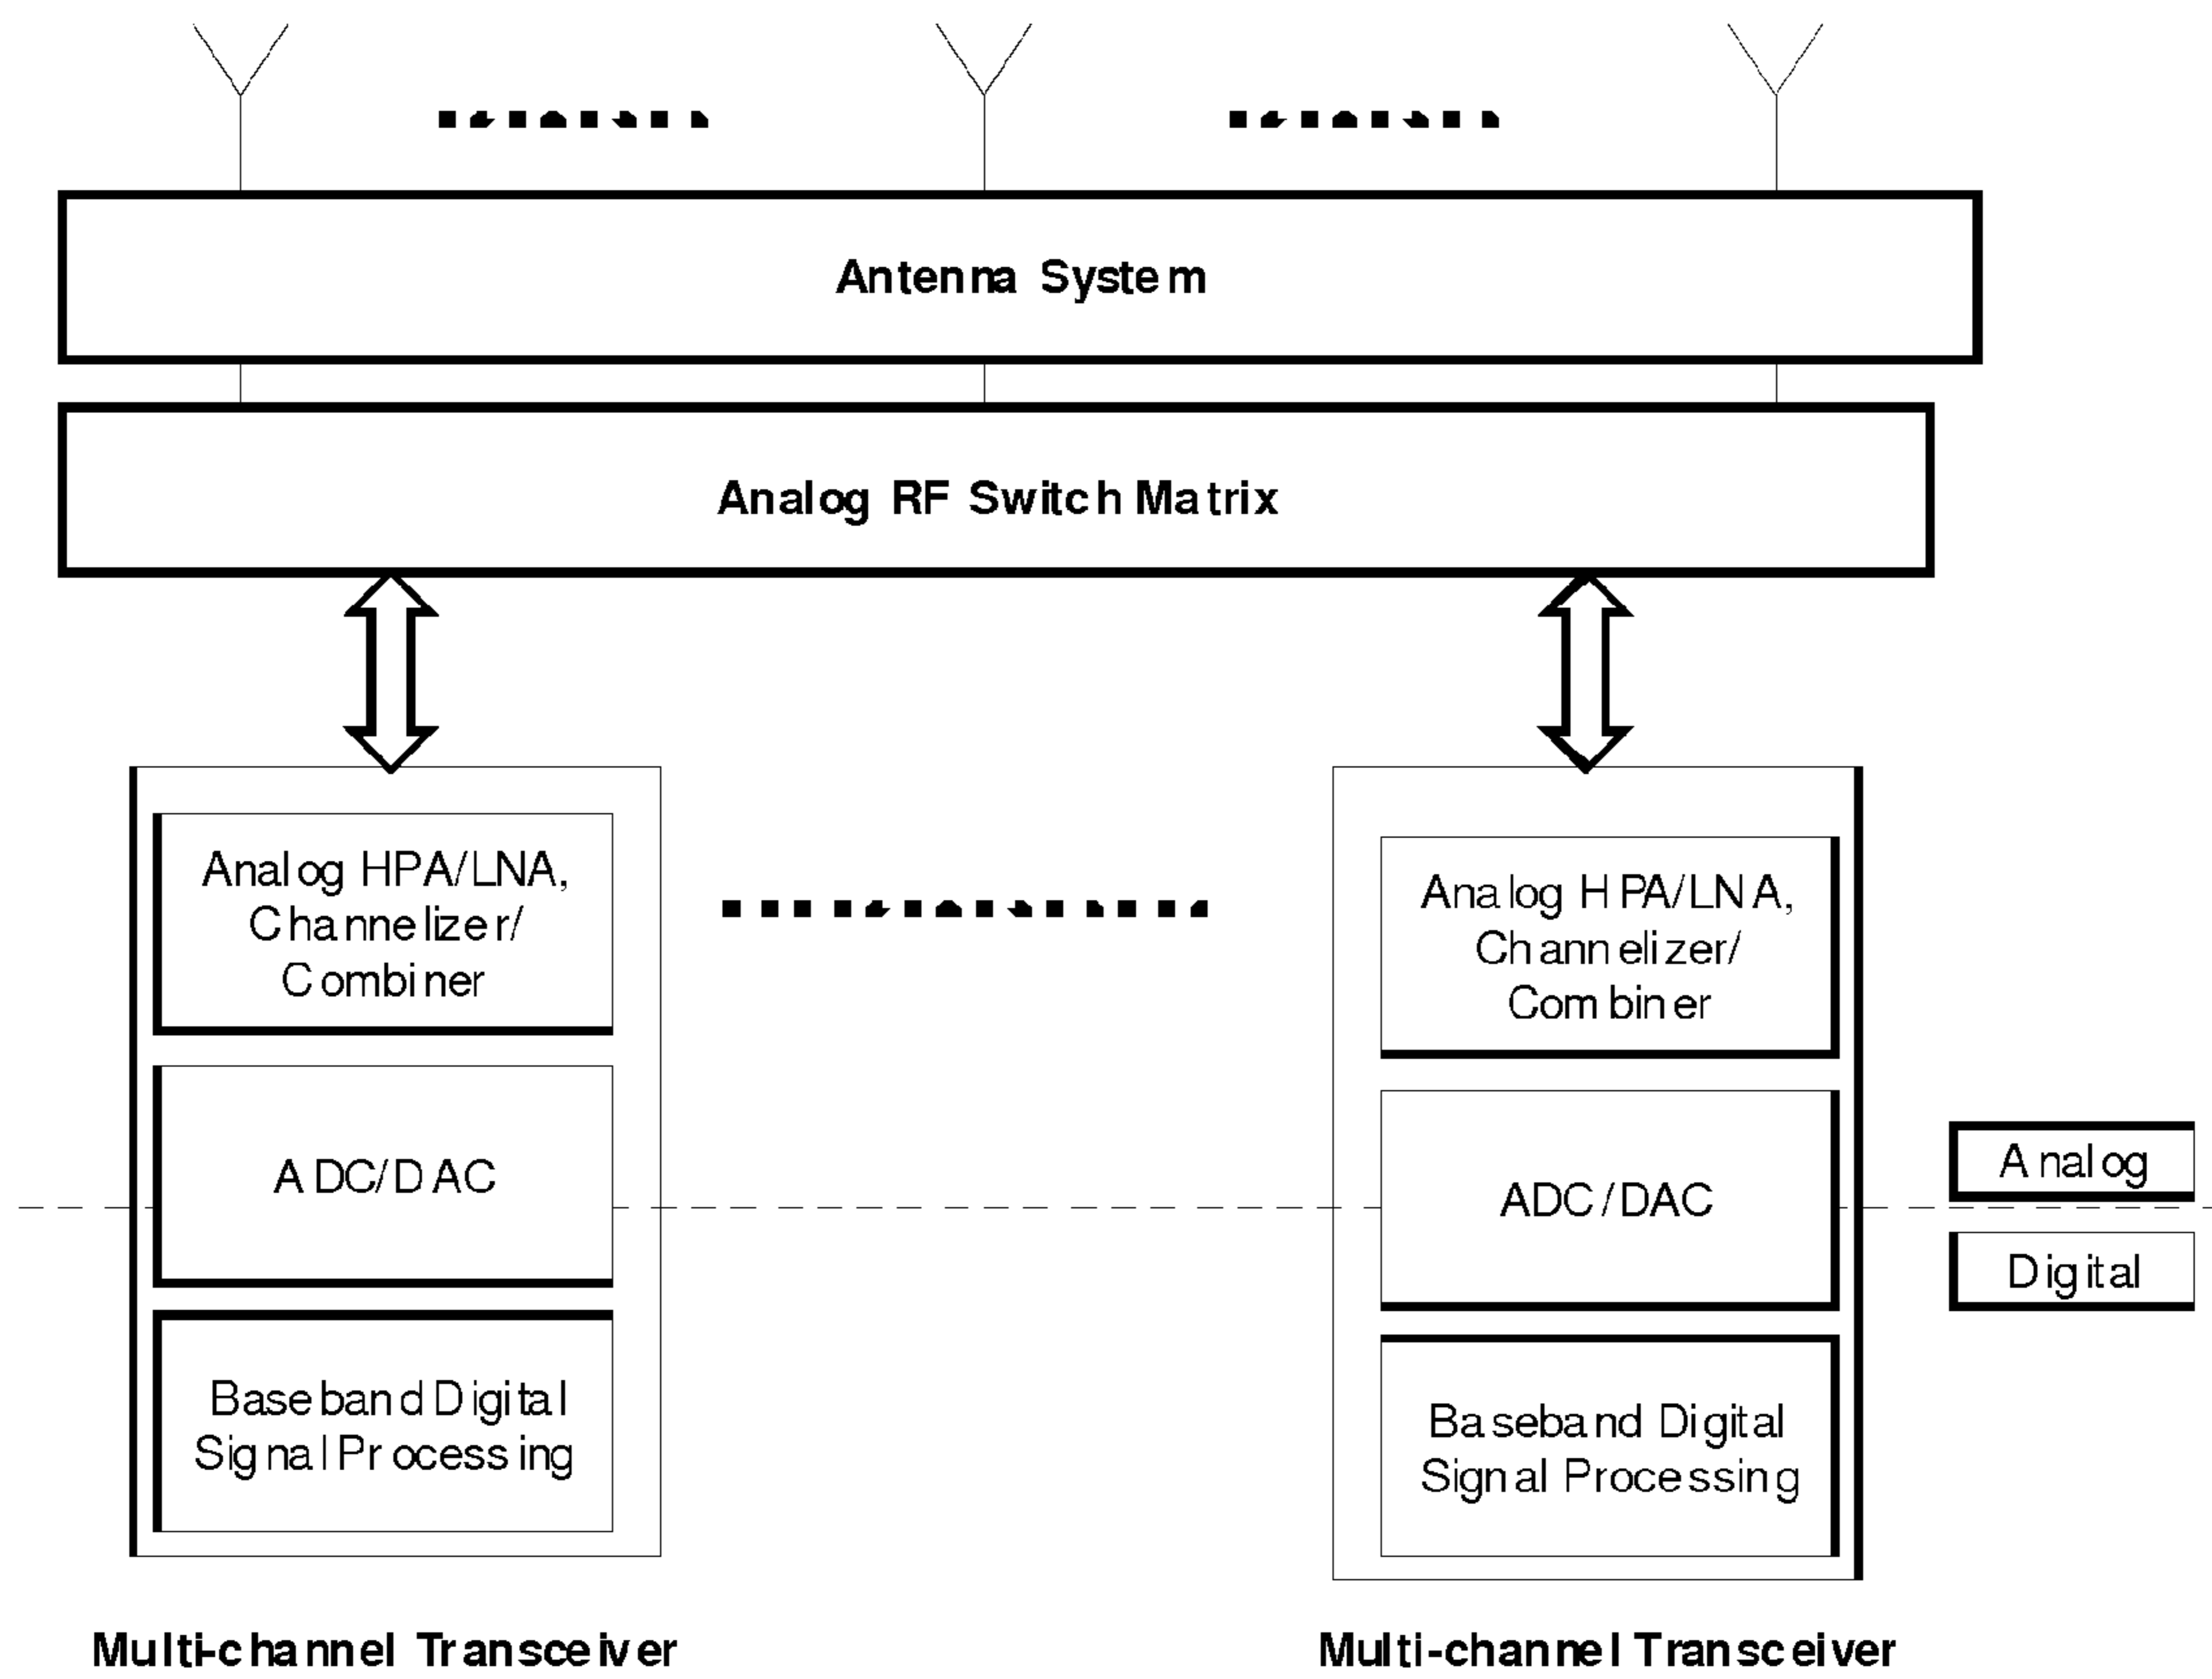 Antenna System
Analog RF Switch Matrix
Analog HPA/LNA,
Channelizer/
Combiner
ADC/DAC
Baseband Digital
Signal Processing
Multi-channel Transceiver
Analog HPA/LNA,
Channelizer/
Combiner
ADC/DAC
Baseband Digital
Signal Processing
Multi-channel Transceiver
Analog
Digital